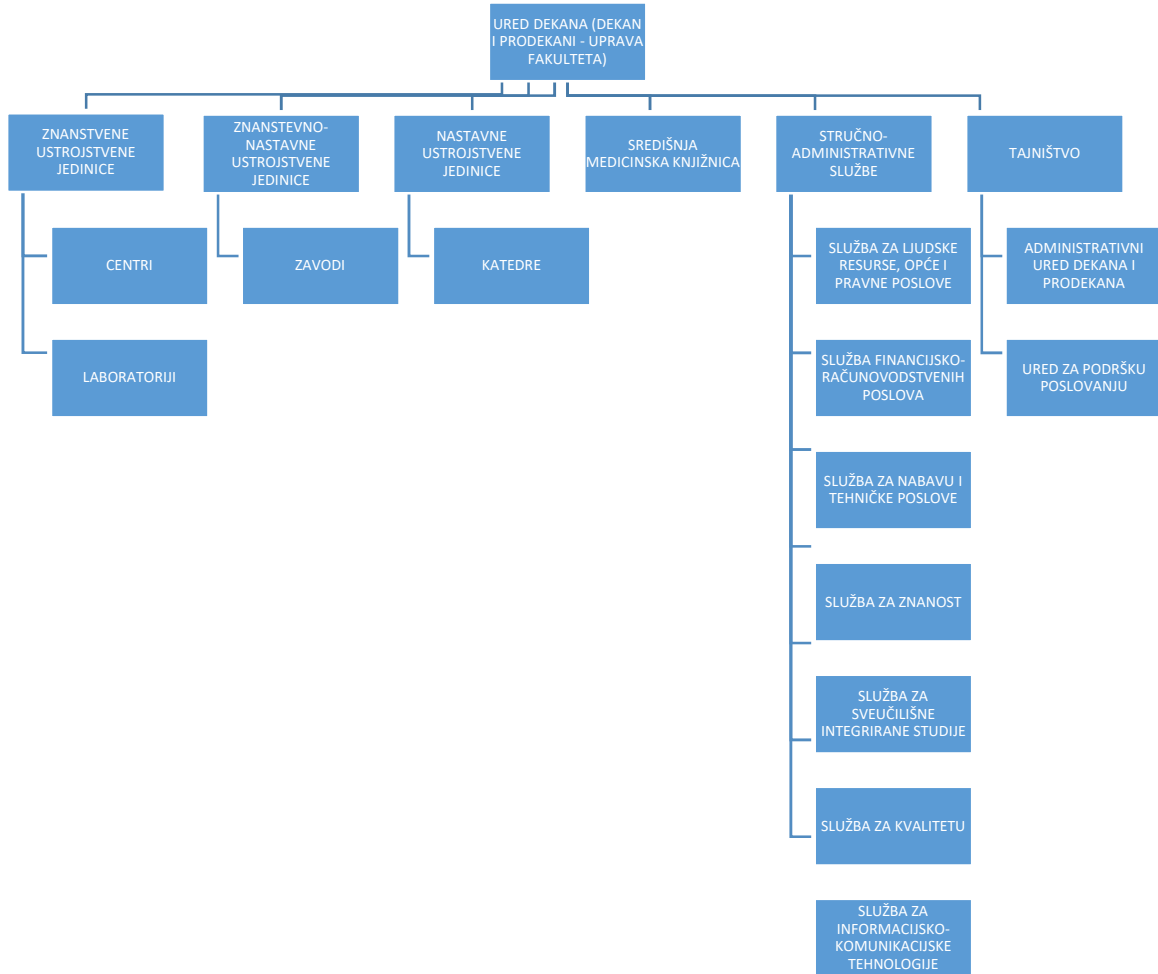 URED DEKANA (DEKAN
I PRODEKANI - UPRAVA
FAKULTETA)
ZNANSTVENE
USTROJSTVENE
JEDINICE
ZNANSTEVNO-
NASTAVNE
USTROJSTVENE
JEDINICE
NASTAVNE
USTROJSTVENE
JEDINICE
SREDIŠNJA
MEDICINSKA KNJIŽNICA
STRUČNO-
ADMINISTRATIVNE
SLUŽBE
TAJNIŠTVO
CENTRI
ZAVODI
KATEDRE
SLUŽBA ZA LJUDSKE
RESURSE, OPĆE I
PRAVNE POSLOVE
ADMINISTRATIVNI
URED DEKANA I
PRODEKANA
LABORATORIJI
SLUŽBA FINANCIJSKO-
RAČUNOVODSTVENIH
POSLOVA
URED ZA PODRŠKU
POSLOVANJU
SLUŽBA ZA NABAVU I
TEHNIČKE POSLOVE
SLUŽBA ZA ZNANOST
SLUŽBA ZA
SVEUČILIŠNE
INTEGRIRANE STUDIJE
SLUŽBA ZA KVALITETU
SLUŽBA ZA
INFORMACIJSKO-
KOMUNIKACIJSKE
TEHNOLOGIJE